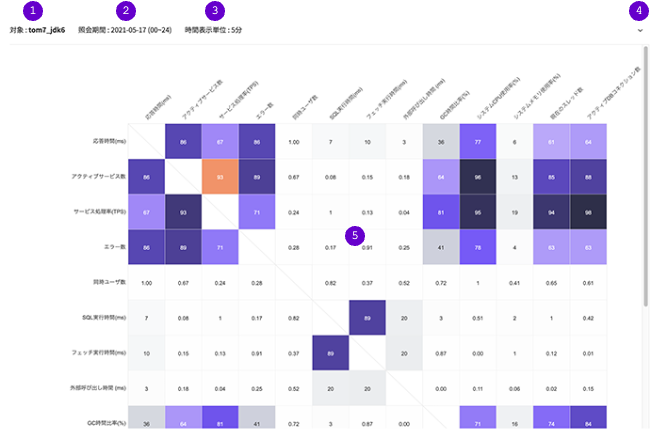 1 2 3 4
対象 : tom7_jdk6 照会期間 : 2021-05-17 (00~24) 時間表示単位 : 5分
応答時間(ms) アクティブサービス数 サービス処理率(TPS) エラー数 同時ユーザ数 SQL実行時間(ms) フェッチ実行時間(ms) 外部呼び出し時間 (ms) GC時間比率(%) システムCPU使用率(%) システムメモリ使用率(%) 現在のスレッド数 アクティブDBコネクション数
応答時間(ms) 86 67 86 1.00 7 10 3 36 77 6 61 64
アクティブサービス数 86 93 89 0.67 0.08 0.15 0.18 64 96 13 85 86
サービス処理率(TPS) 67 93 71 0.24 1 0.13 0.04 81 95 19 94 98
5
エラー数 86 89 71 0.28 0.17 0.91 0.25 41 78 4 63 63
同時ユーザ数 1.00 0.67 0.24 0.28 0.82 0.37 0.52 0.72 1 0.41 0.65 0.61
SQL実行時間(ms) 7 0.08 1 0.17 0.82 89 20 3 0.51 2 1 0.42
フェッチ実行時間(ms) 10 0.15 0.13 0.91 0.37 89 20 0.87 0.00 1 0.12 0.01
外部呼び出し時間 (ms) 3 0.18 0.04 0.25 0.52 20 20 0.00 0.11 0.06 0.02 0.15
GC時間比率(%) 36 64 81 41 0.72 3 0.87 0.00 71 16 74 84